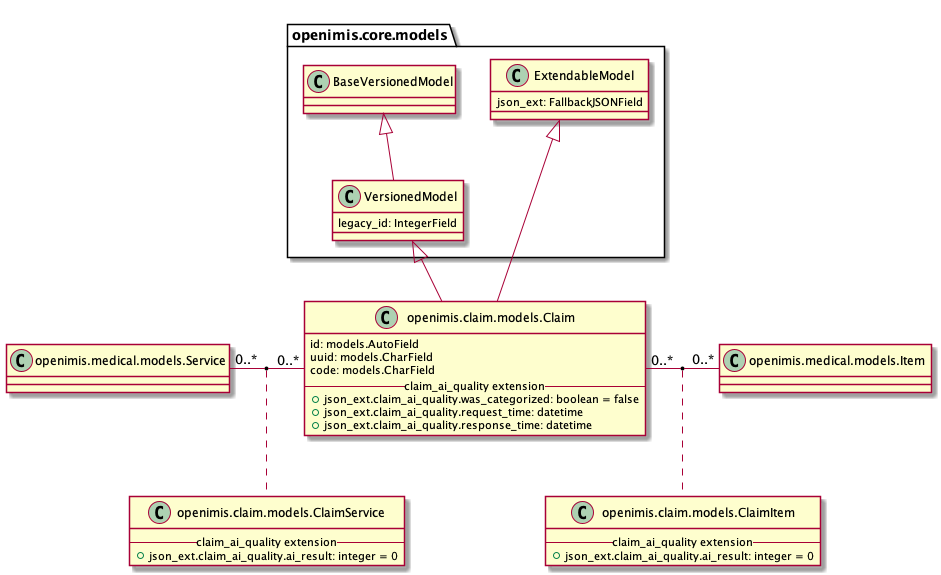 openimis.core.models
C BaseVersionedModel
C ExtendableModel
json_ext: FallbackJSONField
C VersionedModel
legacy_id: IntegerField
C openimis.claim.models.Claim
id: models.AutoField
uuid: models.CharField
code: models.CharField
claim_ai_quality extension
json_ext.claim_ai_quality.was_categorized: boolean = false
json_ext.claim_ai_quality.request_time: datetime
json_ext.claim_ai_quality.response_time: datetime
C openimis.medical.models.Service
0..* 0..*
0..* 0..*
C openimis.medical.models.Item
C openimis.claim.models.ClaimService
claim_ai_quality extension
json_ext.claim_ai_quality.ai_result: integer = 0
C openimis.claim.models.ClaimItem
claim_ai_quality extension
json_ext.claim_ai_quality.ai_result: integer = 0